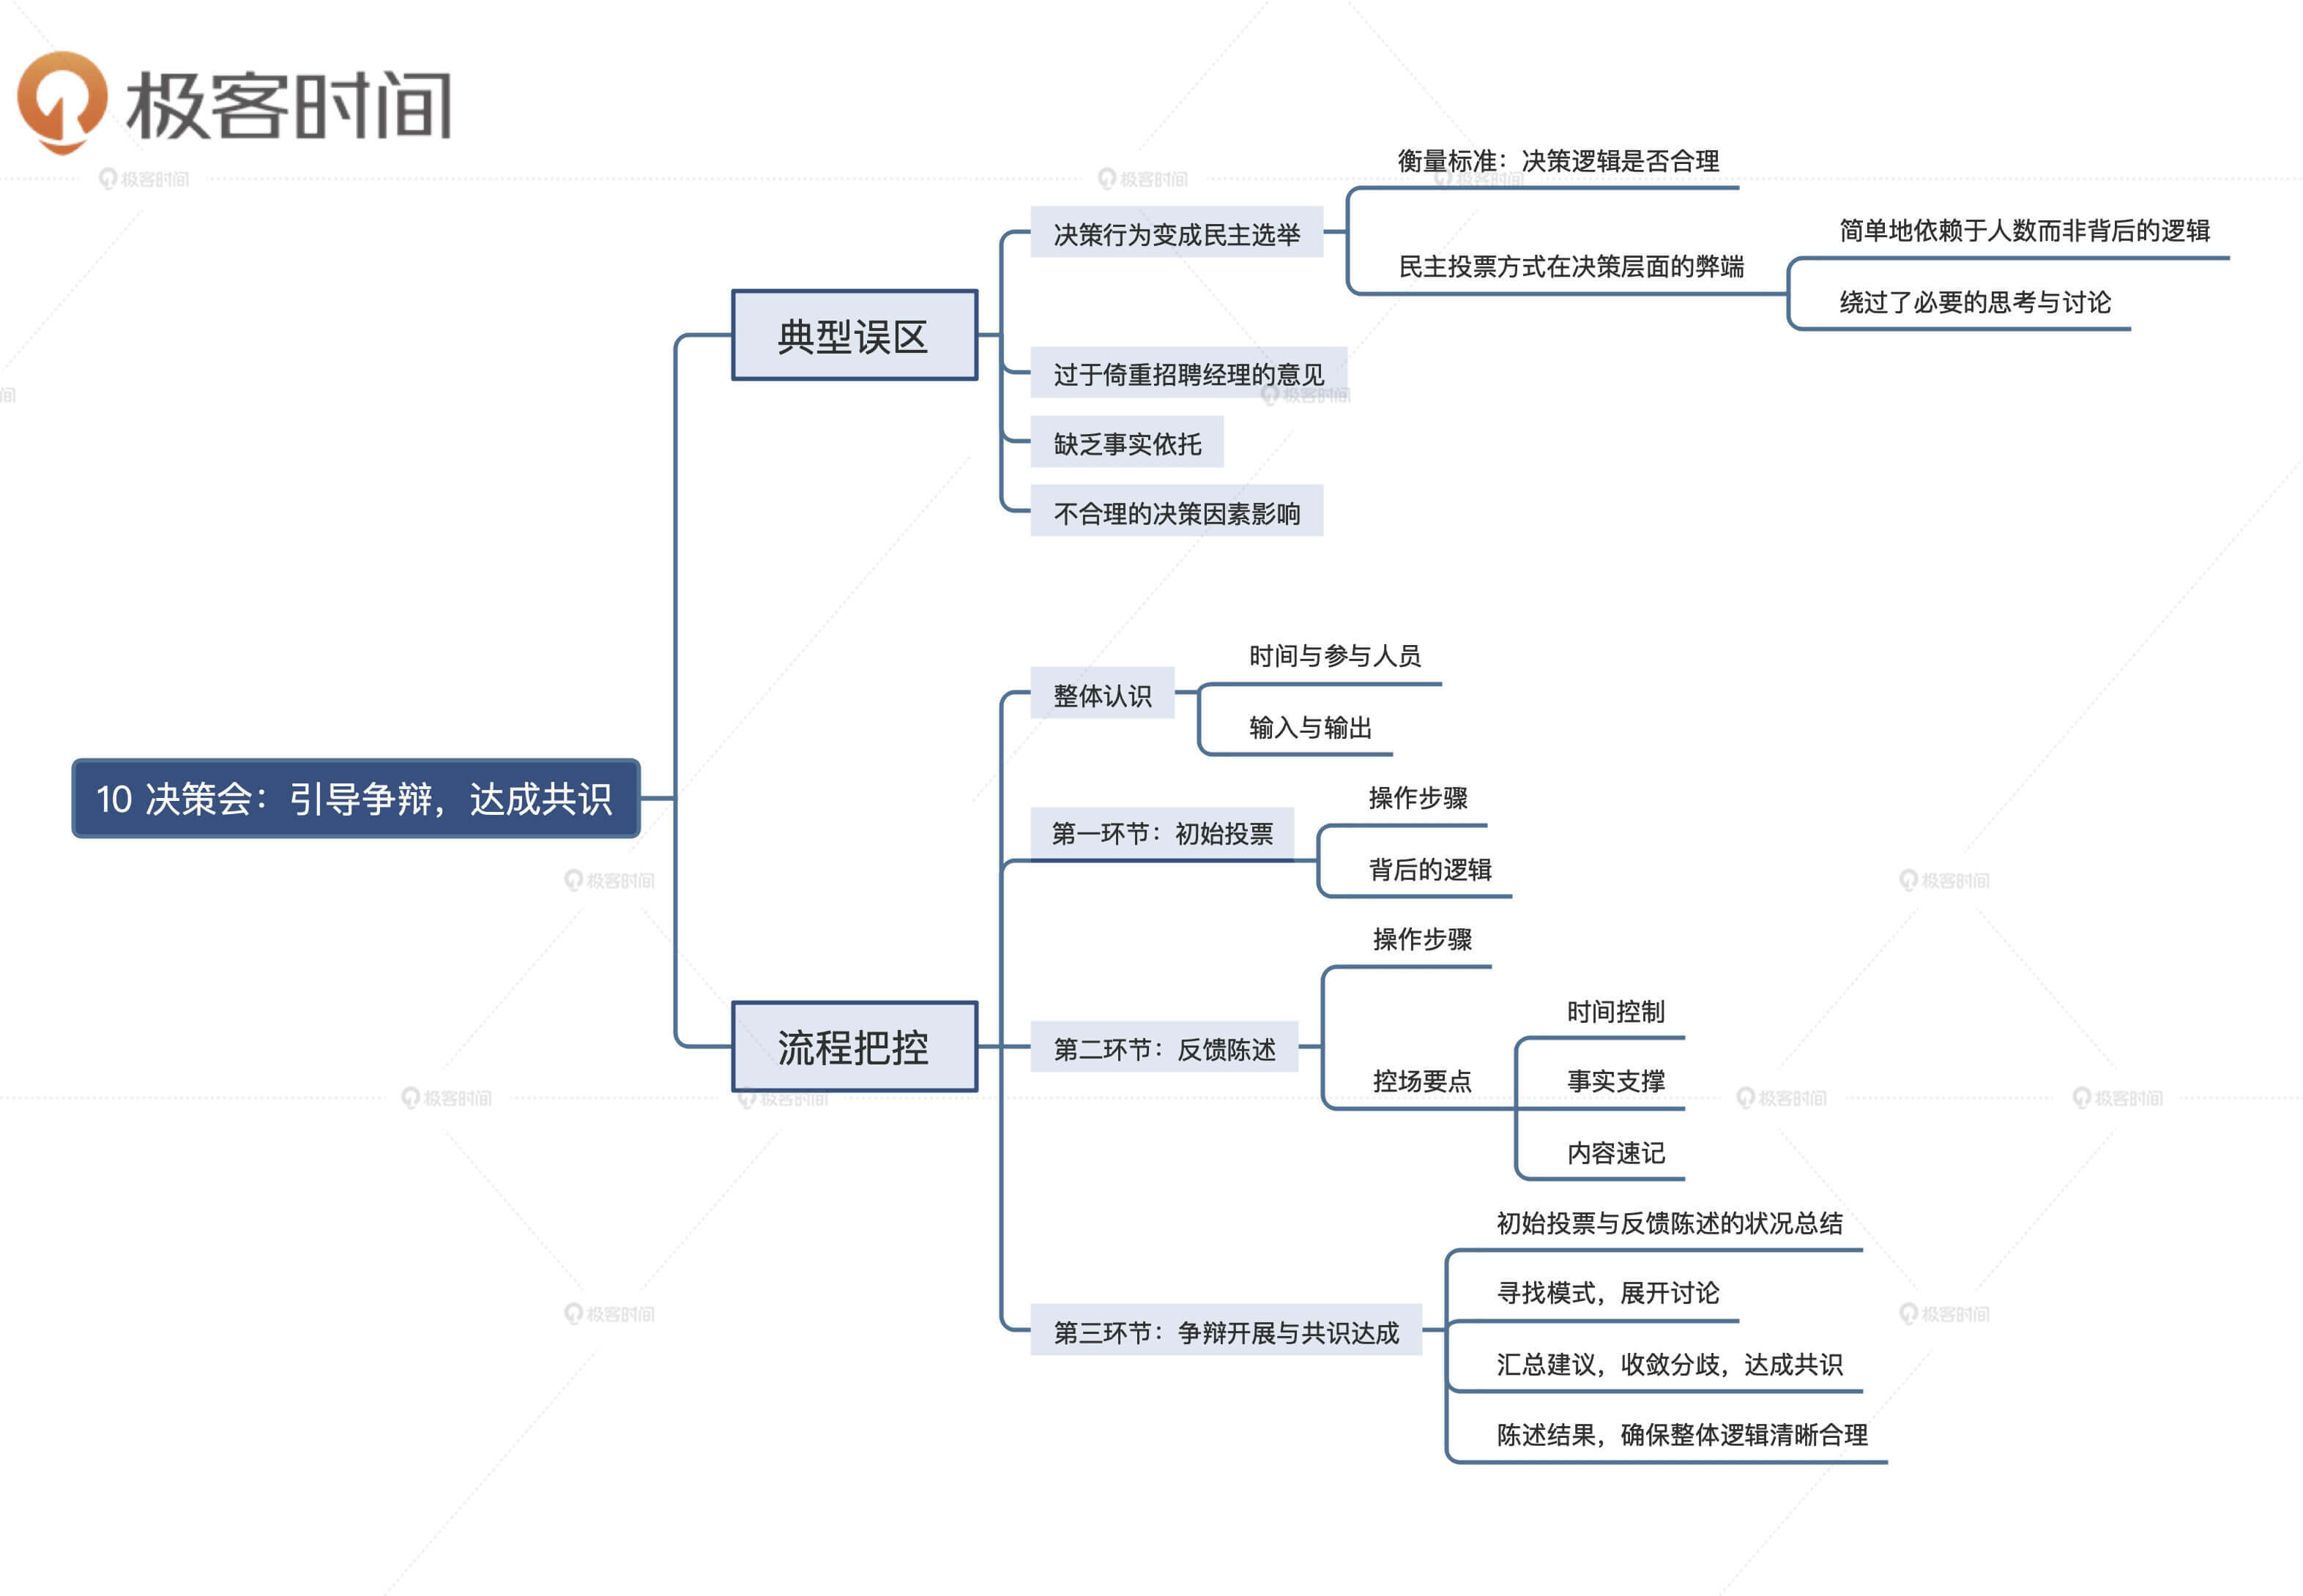 极客时间
衡量标准：决策逻辑是否合理
决策行为变成民主选举
简单地依赖于人数而非背后的逻辑
民主投票方式在决策层面的弊端
绕过了必要的思考与讨论
典型误区
过于倚重招聘经理的意见
缺乏事实依托
不合理的决策因素影响
时间与参与人员
整体认识
输入与输出
10 决策会：引导争辩，达成共识
操作步骤
第一环节：初始投票
背后的逻辑
操作步骤
时间控制
流程把控
第二环节：反馈陈述
控场要点
事实支撑
内容速记
初始投票与反馈陈述的状况总结
寻找模式，展开讨论
第三环节：争辩开展与共识达成
汇总建议，收敛分歧，达成共识
陈述结果，确保整体逻辑清晰合理